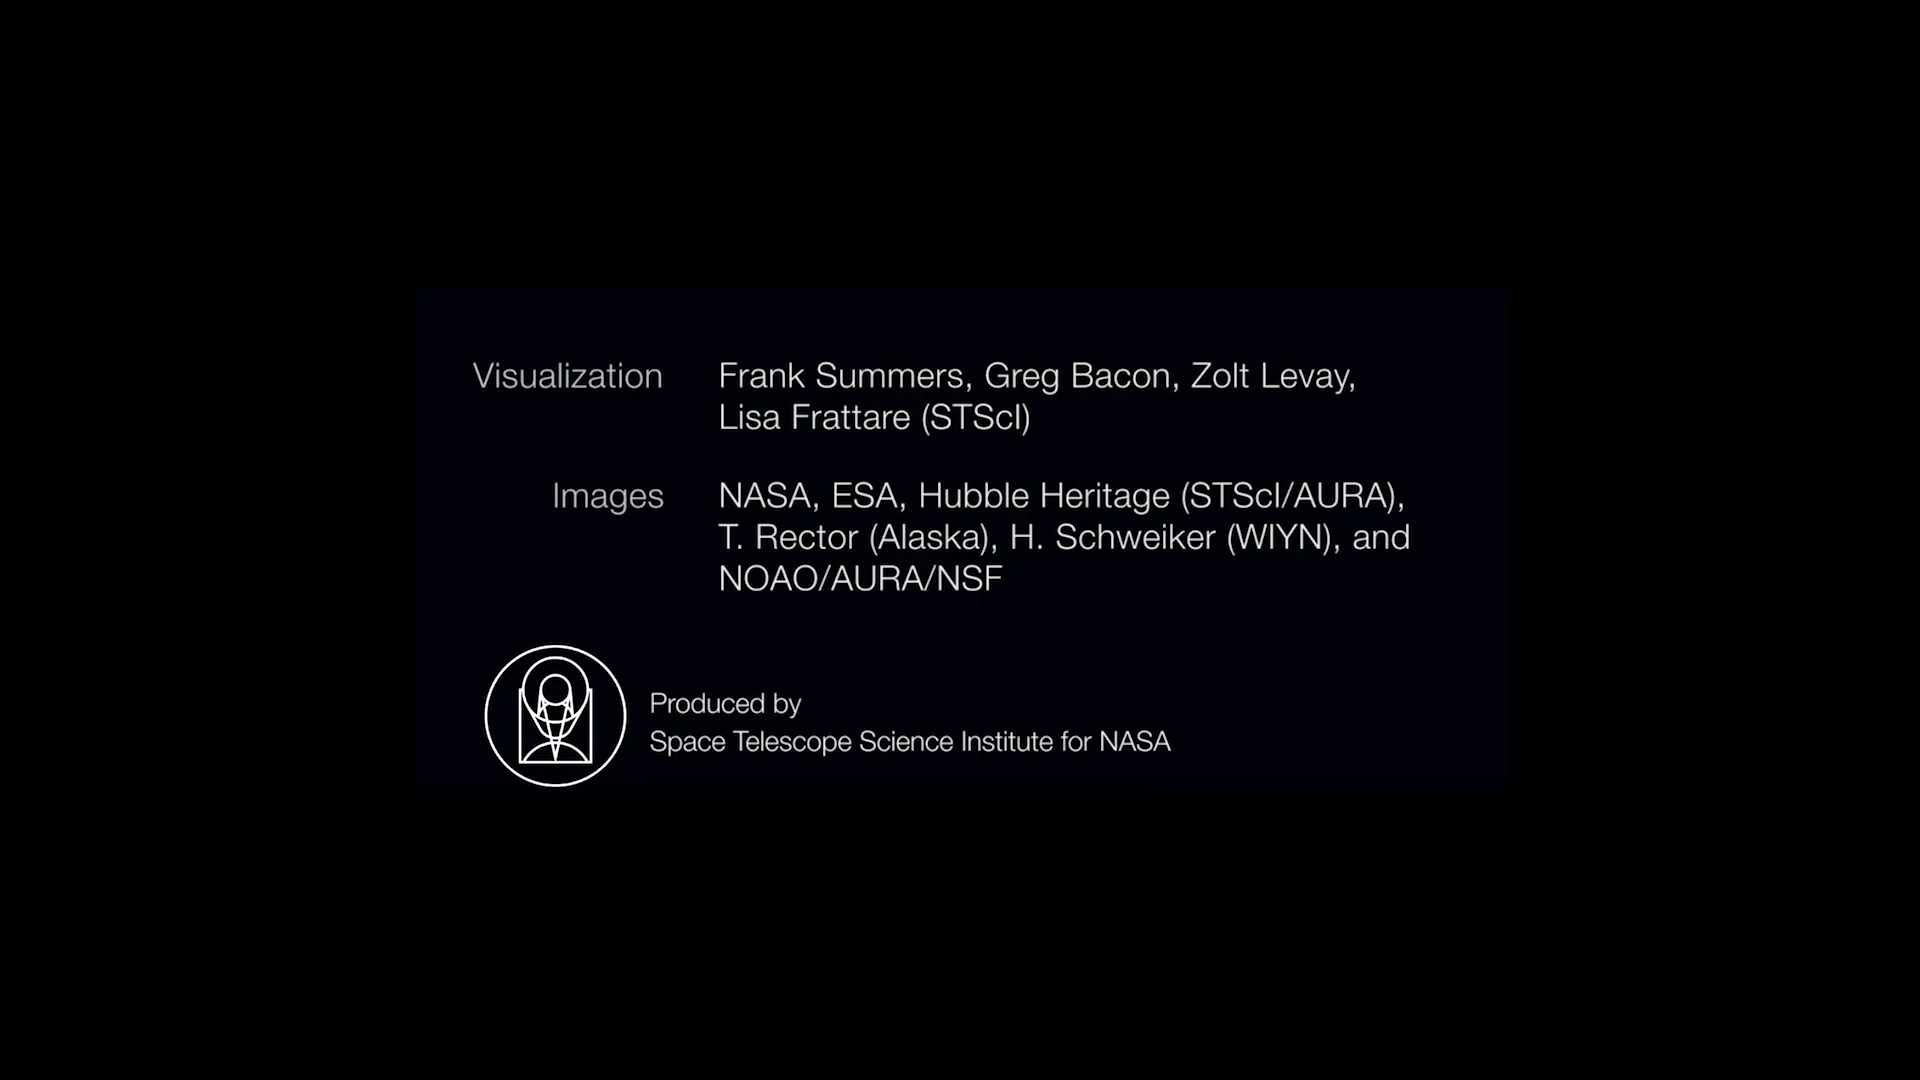 Visualization Frank Summers, Greg Bacon, Zolt Levay,
Lisa Frattare (STScI)
Images NASA, ESA, Hubble Heritage (STScI/AURA),
T. Rector (Alaska), H. Schweiker (WIYN), and
NOAO/AURA/NSF
Produced by
Space Telescope Science Institute for NASA